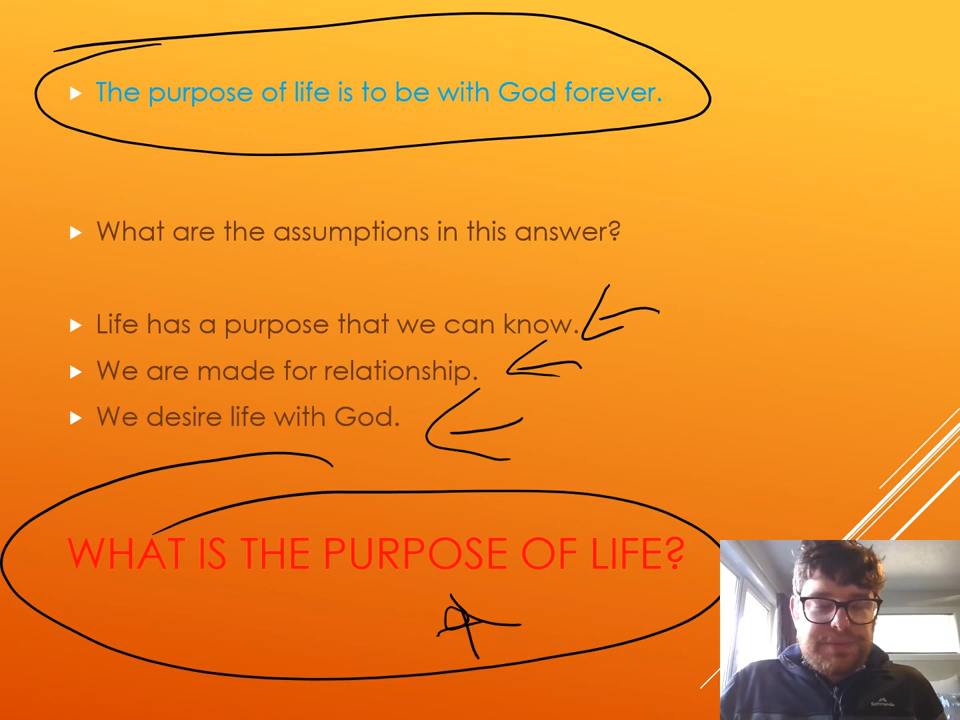 The purpose of life is to be with God forever.
What are the assumptions in this answer?
Life has a purpose that we can know.
We are made for relationship.
We desire life with God.
WHAT IS THE PURPOSE OF LIFE?